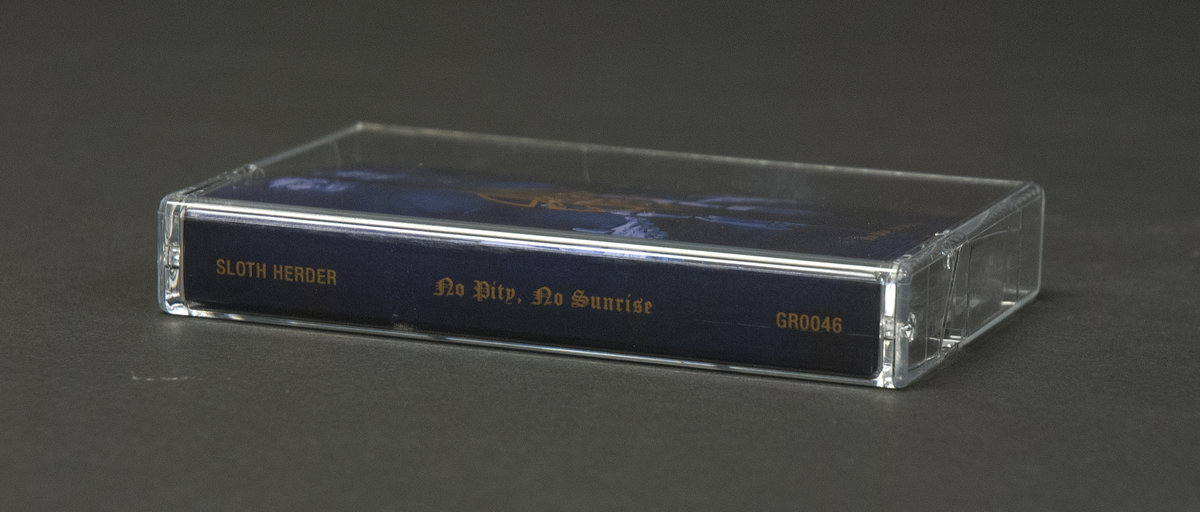 SLOTH HERDER
No Pity, No Sunrise
GR0046